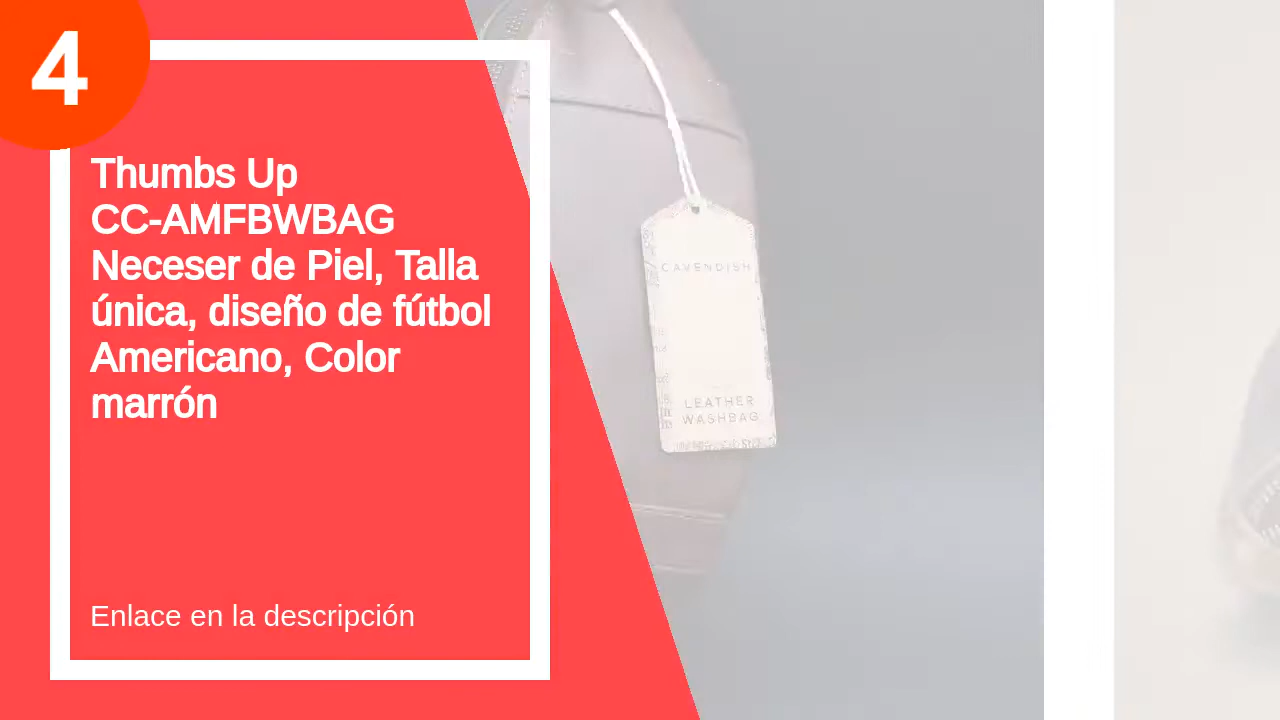 4
Thumbs Up
CC-AMFBWBAG
Neceser de Piel, Talla
única, diseño de fútbol
Americano, Color
marrón
Enlace en la descripción
CAVENDISH
LEATHER
WASHBAG